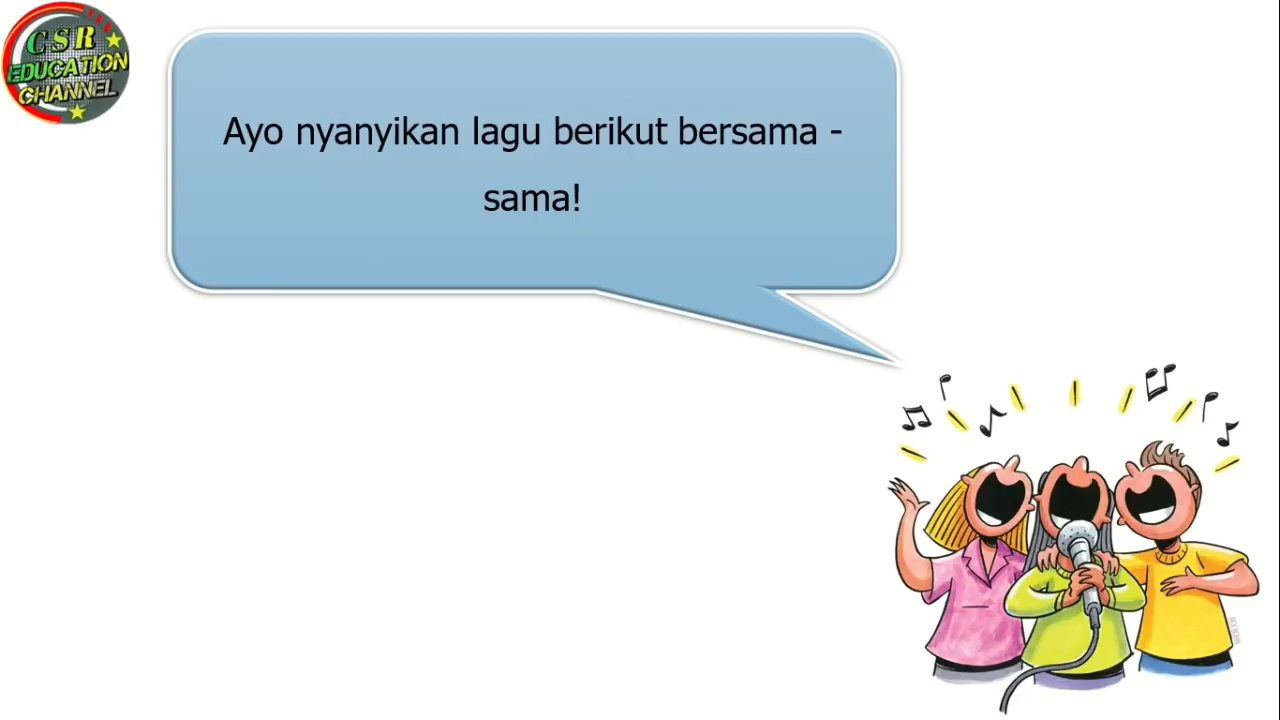 CSR
EDUCATION
CHANNEL
Ayo nyanyikan lagu berikut bersama -
sama!